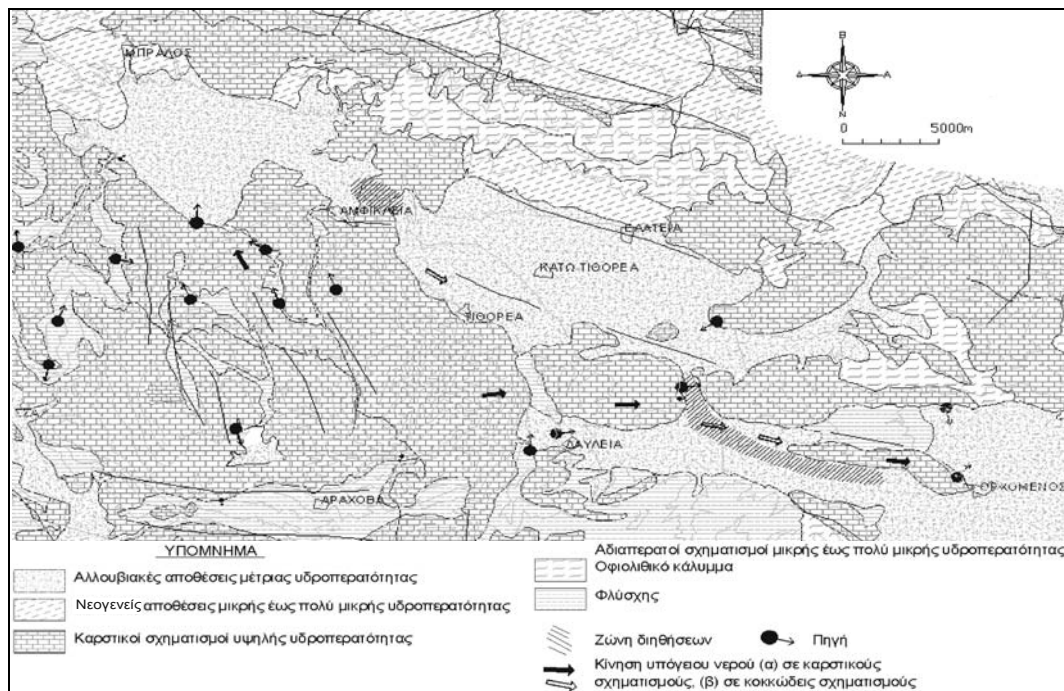 ΜΠΡΑΛΟΣ
Β
Δ
Α
Ν
0 5000m
ΑΜΦΙΚΛΕΙΑ
ΕΛΑΤΕΙΑ
ΚΑΤΩ ΤΙΘΟΡΕΑ
ΤΙΘΟΡΕΑ
ΔΑΥΛΕΙΑ
ΑΡΑΧΟΒΑ
ΟΡΧΟΜΕΝΟΣ
ΥΠΟΜΝΗΜΑ
Αλλουβιακές αποθέσεις μέτριας υδροπερατότητας
Νεογενείς αποθέσεις μικρής έως πολύ μικρής υδροπερατότητας
Καρστικοί σχηματισμοί υψηλής υδροπερατότητας
Αδιαπερατοί σχηματισμοί μικρής έως πολύ μικρής υδροπερατότητας
Οφιολιθικό κάλυμμα
Φλύσχης
Ζώνη διηθήσεων
Πηγή
Κίνηση υπόγειου νερού (α) σε καρστικούς
σχηματισμούς, (β) σε κοκκώδεις σχηματισμούς